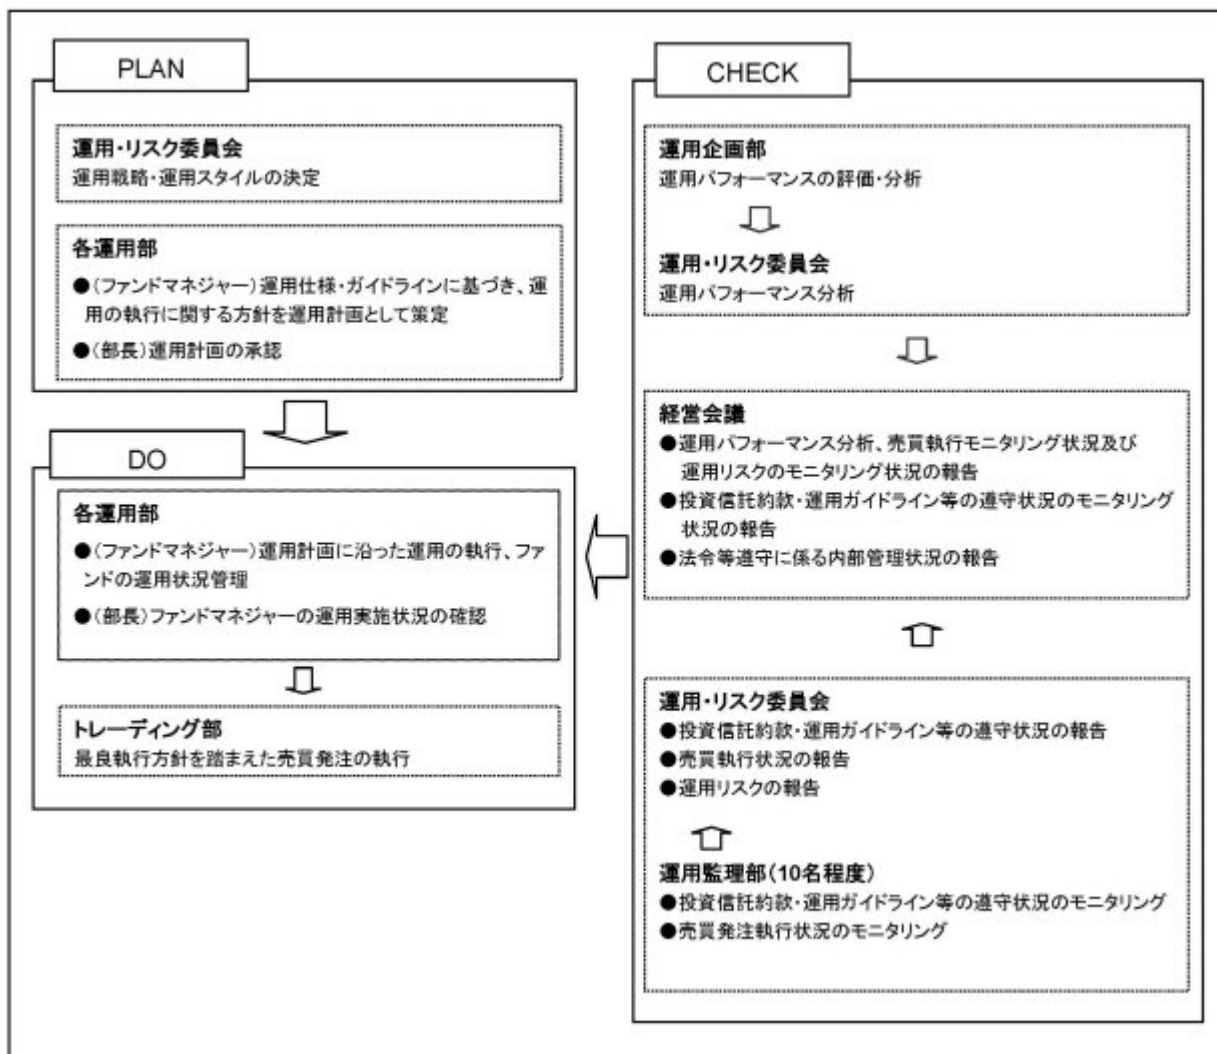 PLAN
運用・リスク委員会
運用戦略・運用スタイルの決定
各運用部
●(ファンドマネジャー)運用仕様・ガイドラインに基づき、運
用の執行に関する方針を運用計画として策定
●(部長)運用計画の承認
DO
各運用部
●(ファンドマネジャー)運用計画に沿った運用の執行、ファ
ンドの運用状況管理
●(部長)ファンドマネジャーの運用実施状況の確認
トレーディング部
最良執行方針を踏まえた売買発注の執行
CHECK
運用企画部
運用パフォーマンスの評価・分析
運用・リスク委員会
運用パフォーマンス分析
経営会議
●運用パフォーマンス分析、売買執行モニタリング状況及び
運用リスクのモニタリング状況の報告
●投資信託約款・運用ガイドライン等の遵守状況のモニタリング
状況の報告
●法令等遵守に係る内部管理状況の報告
運用・リスク委員会
●投資信託約款・運用ガイドライン等の遵守状況の報告
●売買執行状況の報告
●運用リスクの報告
運用監理部(10名程度)
●投資信託約款・運用ガイドライン等の遵守状況のモニタリング
●売買発注執行状況のモニタリング